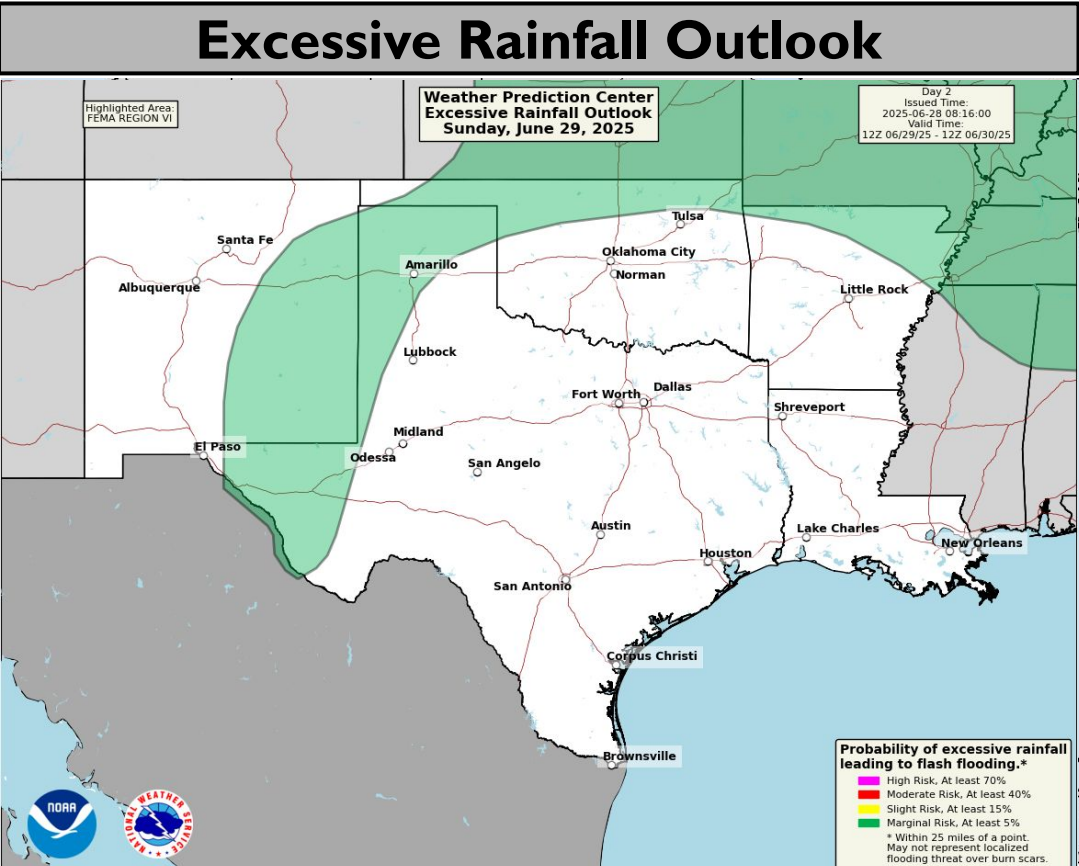 Excessive Rainfall Outlook
Highlighted Area:
FEMA REGION VI
Weather Prediction Center
Excessive Rainfall Outlook
Sunday, June 29, 2025
Day 2
Issued Time:
2025-06-28 08:16:00
Valid Time:
12Z 06/29/25 - 12Z 06/30/25
Santa Fe
Albuquerque
Amarillo
Tulsa
Oklahoma City
Norman
Little Rock
Lubbock
Fort Worth
Dallas
Shreveport
El Paso
Midland
Odessa
San Angelo
Austin
Lake Charles
New Orleans
Houston
San Antonio
Corpus Christi
Brownsville
Probability of excessive rainfall
leading to flash flooding.*
High Risk, At least 70%
Moderate Risk, At least 40%
Slight Risk, At least 15%
Marginal Risk, At least 5%
* Within 25 miles of a point.
May not represent localized
flooding threat over burn scars.
NOAA
NATIONAL WEATHER
SERVICE